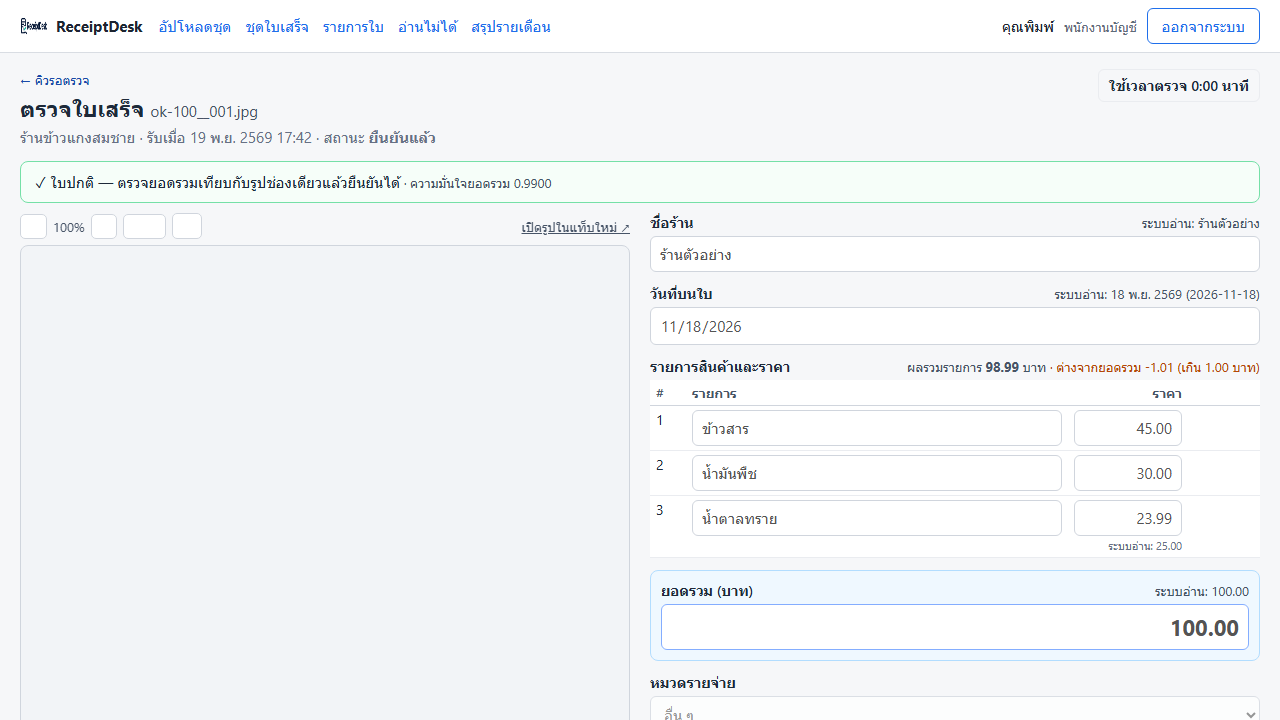 ReceiptDesk อัปโหลดชุด ชุดใบเสร็จ รายการใบ อ่านไม่ได้ สรุปรายเดือน คุณพิมพ์ พนักงานบัญชี ออกจากระบบ
← คิวรอตรวจ
ใช้เวลาตรวจ 0:00 นาที
ตรวจใบเสร็จ ok-100__001.jpg
ร้านข้าวแกงสมชาย · รับเมื่อ 19 พ.ย. 2569 17:42 · สถานะ ยืนยันแล้ว
✓ ใบปกติ — ตรวจยอดรวมเทียบกับรูปช่องเดียวแล้วยืนยันได้ · ความมั่นใจยอดรวม 0.9900
100% เปิดรูปในแท็บใหม่ ↗
ชื่อร้าน ระบบอ่าน: ร้านตัวอย่าง
ร้านตัวอย่าง
วันที่บนใบ ระบบอ่าน: 18 พ.ย. 2569 (2026-11-18)
11/18/2026
รายการสินค้าและราคา ผลรวมรายการ 98.99 บาท · ต่างจากยอดรวม -1.01 (เกิน 1.00 บาท)
# รายการ ราคา
1 ข้าวสาร 45.00
2 น้ำมันพืช 30.00
3 น้ำตาลทราย 23.99
ระบบอ่าน: 25.00
ยอดรวม (บาท) ระบบอ่าน: 100.00
100.00
หมวดรายจ่าย
อื่น ๆ